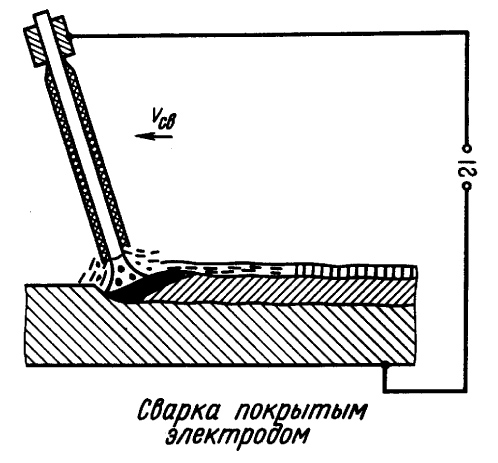 Vсв
Сварка покрытым
электродом